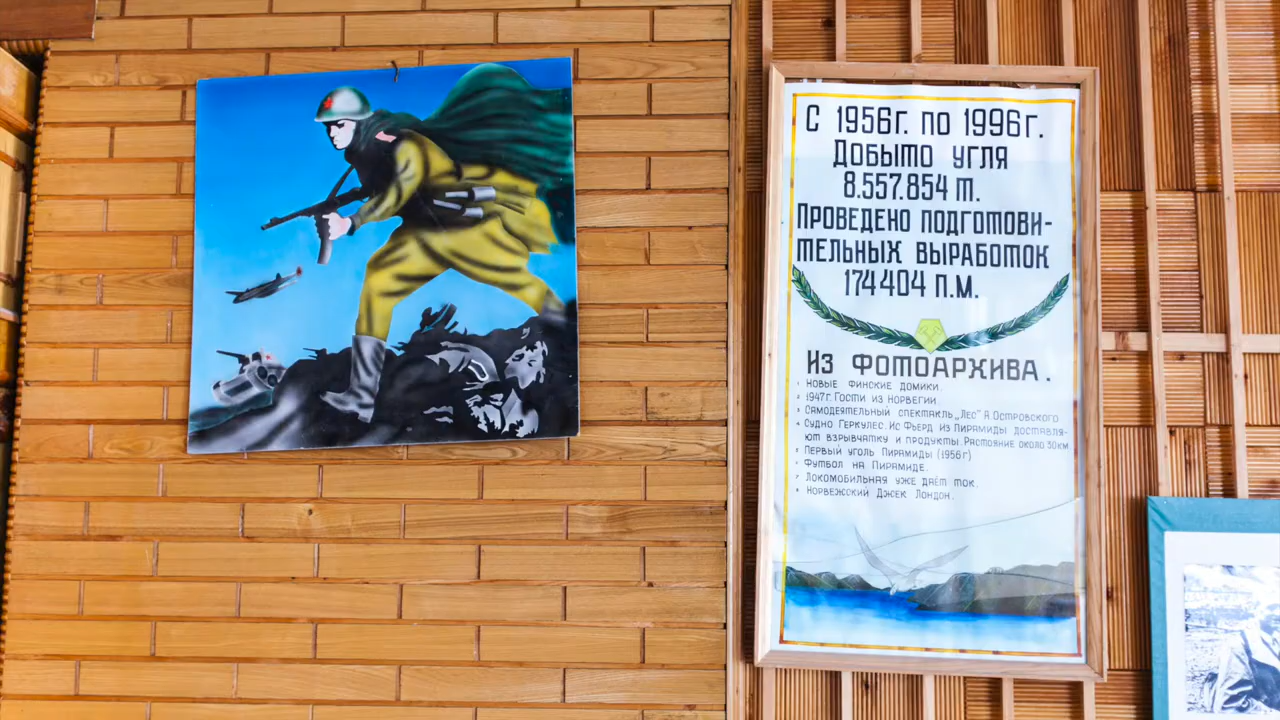 С 1956г. по 1996г.
Добыто угля
8.557.854 т.
Проведено подготови-
тельных выработок
174404 п.м.
Из фотоархива.
Новые финские домики.
1947г. Гости из Норвегии.
Самодеятельный спектакль „Лес" А.Островского
Судно Геркулес. Ис Фьерд из Пирамиды доставля-
ют взрывчатку и продукты. Растояние около 30км
Первый уголь Пирамиды (1956г)
Футбол на Пирамиде.
Локомобильная уже даёт ток.
Норвежский Джек Лондон.